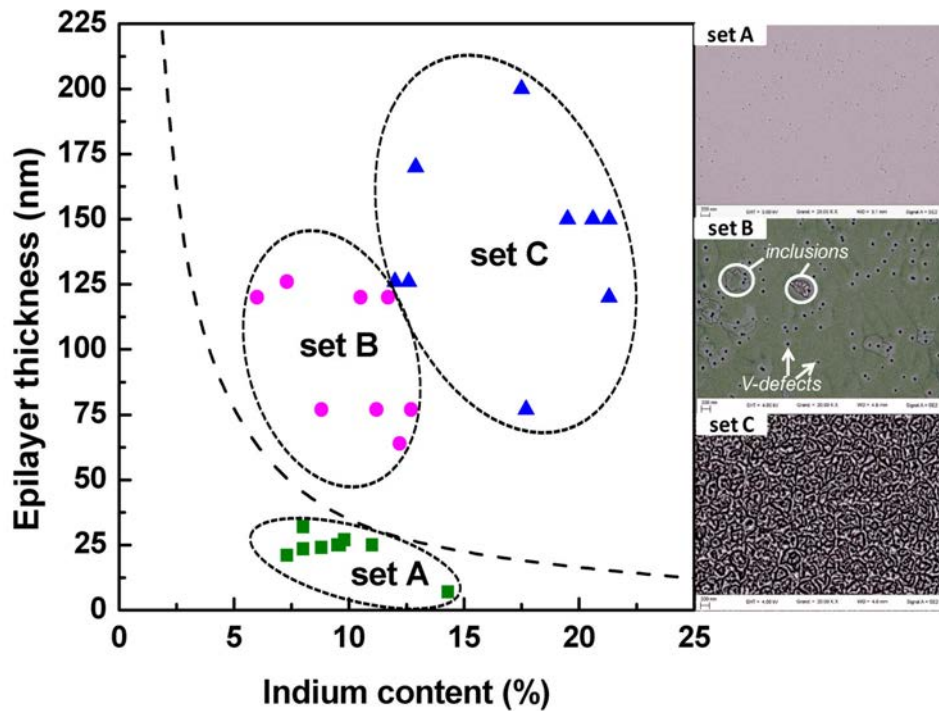 225
200
175
150
125
100
75
50
25
0
Epilayer thickness (nm)
0 5 10 15 20 25
Indium content (%)
set C
set B
set A
set A
set B
inclusions
V-defects
set C